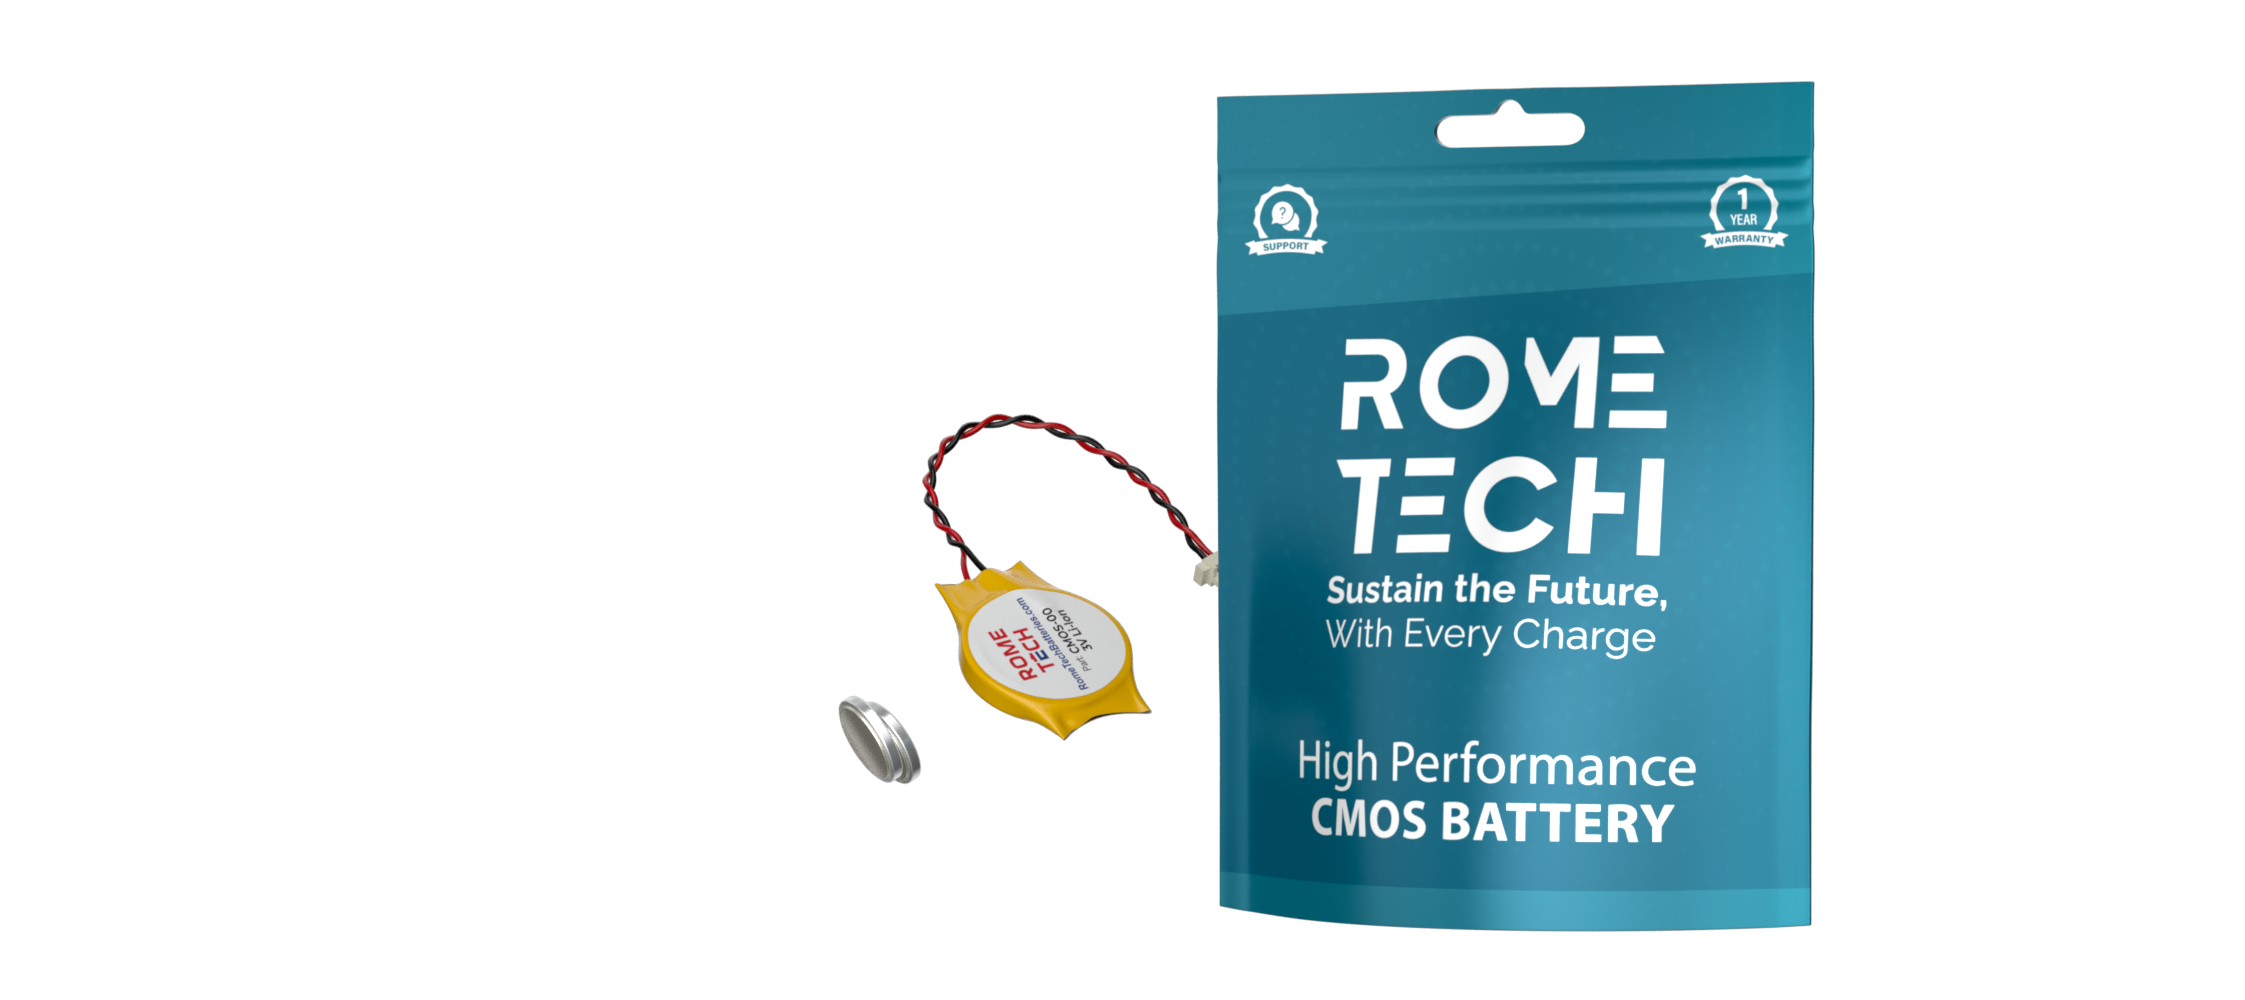 ?
SUPPORT
1
YEAR
WARRANTY
ROME
TECH
Sustain the Future,
With Every Charge
High Performance
CMOS BATTERY
ROME
TECH
RomeTechBatteries.com
Part: CMOS-00
3V Li-Ion